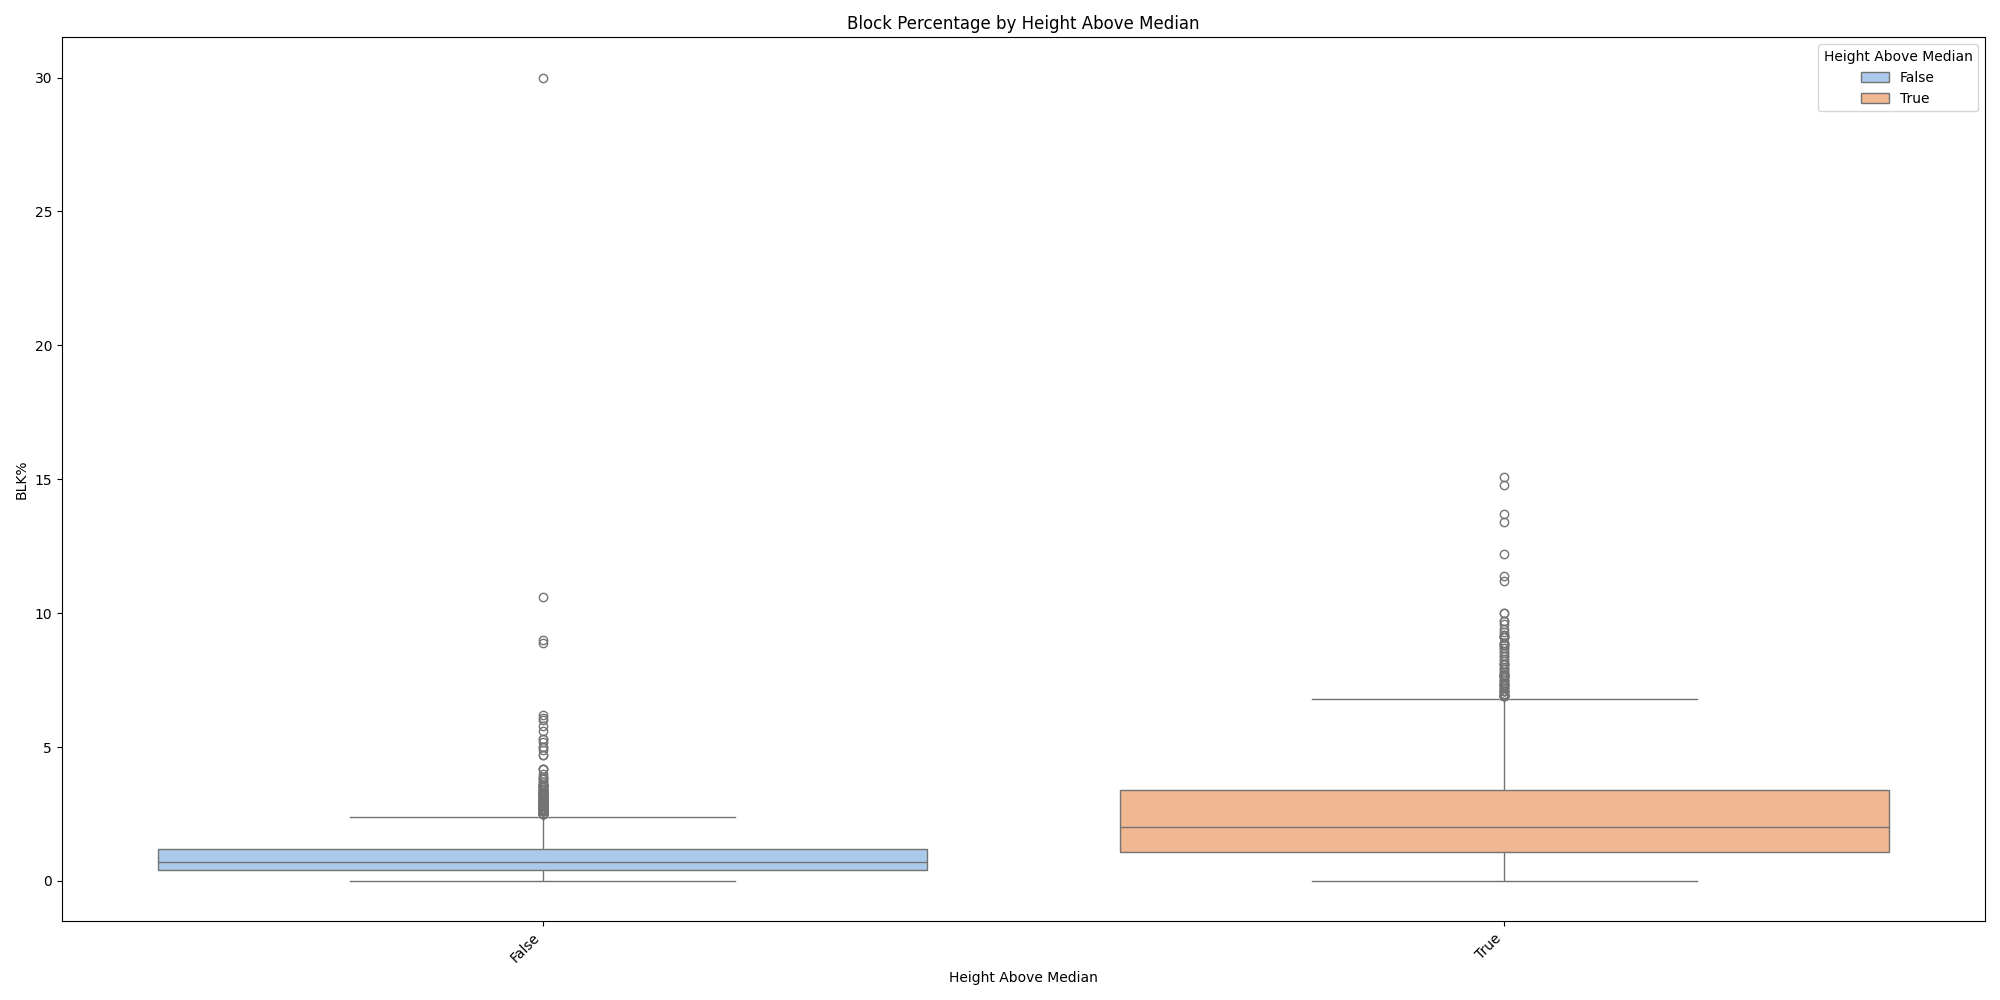 Block Percentage by Height Above Median
Height Above Median
False
True
30
25
20
15
10
5
0
BLK%
False
True
Height Above Median